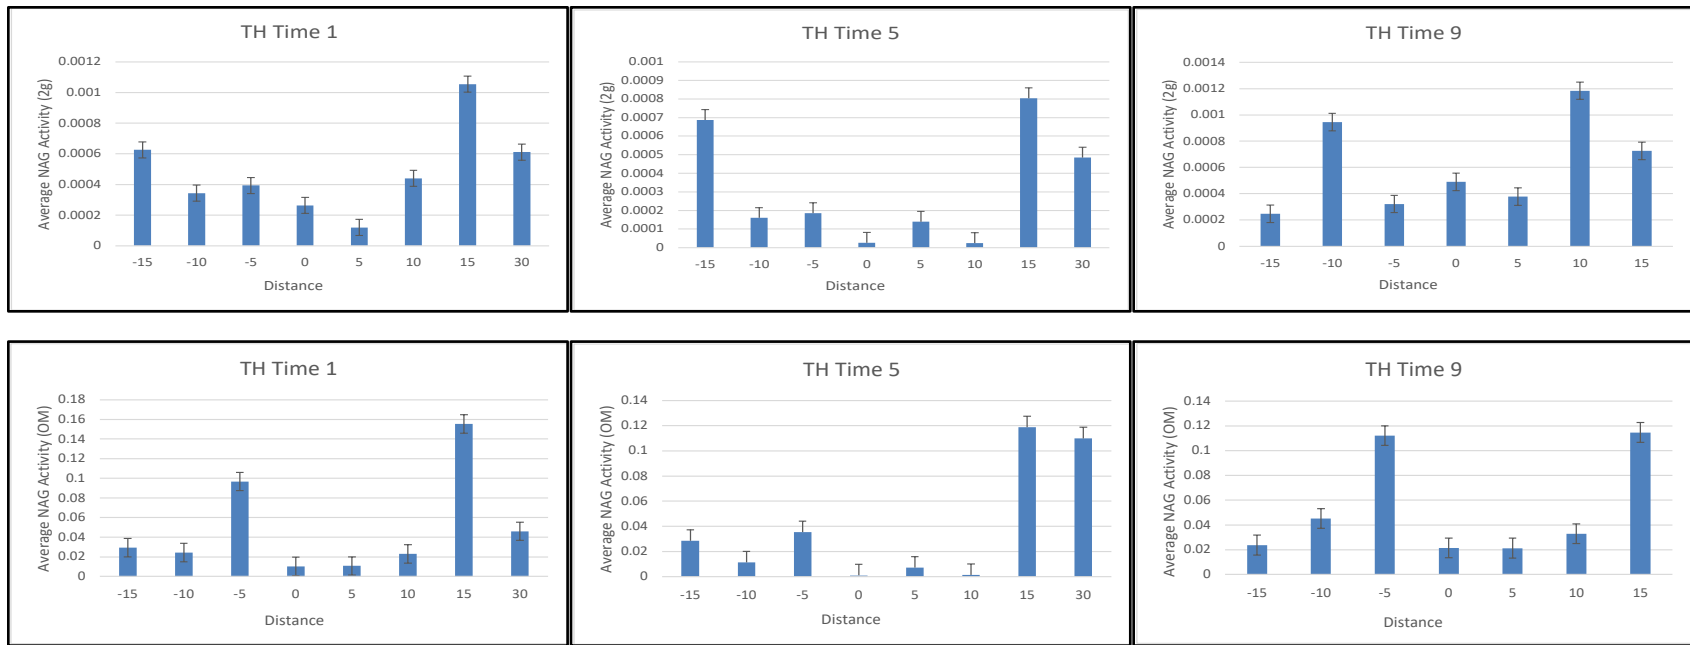 TH Time 1
Average NAG Activity (2g)
0.0012
0.001
0.0008
0.0006
0.0004
0.0002
0
-15 -10 -5 0 5 10 15 30
Distance
TH Time 5
Average NAG Activity (2g)
0.001
0.0009
0.0008
0.0007
0.0006
0.0005
0.0004
0.0003
0.0002
0.0001
0
-15 -10 -5 0 5 10 15 30
Distance
TH Time 9
Average NAG Activity (2g)
0.0014
0.0012
0.001
0.0008
0.0006
0.0004
0.0002
0
-15 -10 -5 0 5 10 15
Distance
TH Time 1
Average NAG Activity (OM)
0.18
0.16
0.14
0.12
0.1
0.08
0.06
0.04
0.02
0
-15 -10 -5 0 5 10 15 30
Distance
TH Time 5
Average NAG Activity (OM)
0.14
0.12
0.1
0.08
0.06
0.04
0.02
0
-15 -10 -5 0 5 10 15 30
Distance
TH Time 9
Average NAG Activity (OM)
0.14
0.12
0.1
0.08
0.06
0.04
0.02
0
-15 -10 -5 0 5 10 15
Distance